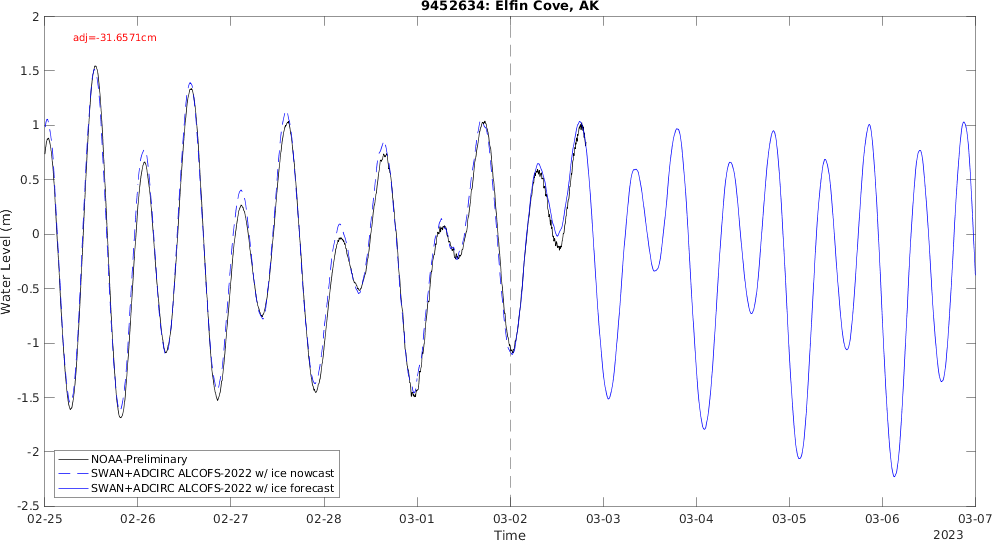 9452634: Elfin Cove, AK
adj=-31.6571cm
Water Level (m)
2
1.5
1
0.5
0
-0.5
-1
-1.5
-2
-2.5
NOAA-Preliminary
SWAN+ADCIRC ALCOFS-2022 w/ ice nowcast
SWAN+ADCIRC ALCOFS-2022 w/ ice forecast
02-25 02-26 02-27 02-28 03-01 03-02 03-03 03-04 03-05 03-06 03-07
Time
2023